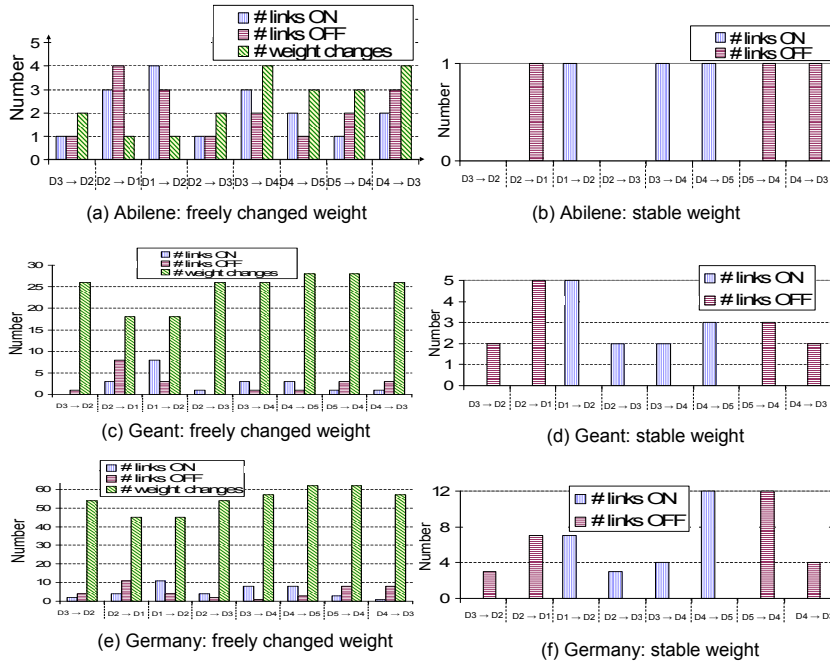 # links ON
# links OFF
# weight changes
Number
5
4
3
2
1
0
D3 → D2 D2 → D1 D1 → D2 D2 → D3 D3 → D4 D4 → D5 D5 → D4 D4 → D3
(a) Abilene: freely changed weight
# links ON
# links OFF
Number
1
0
D3 → D2 D2 → D1 D1 → D2 D2 → D3 D3 → D4 D4 → D5 D5 → D4 D4 → D3
(b) Abilene: stable weight
# links ON
# links OFF
# weight changes
Number
30
25
20
15
10
5
0
D3 → D2 D2 → D1 D1 → D2 D2 → D3 D3 → D4 D4 → D5 D5 → D4 D4 → D3
(c) Geant: freely changed weight
# links ON
# links OFF
Number
5
4
3
2
1
0
D3 → D2 D2 → D1 D1 → D2 D2 → D3 D3 → D4 D4 → D5 D5 → D4 D4 → D3
(d) Geant: stable weight
# links ON
# links OFF
# weight changes
Number
60
50
40
30
20
10
0
D3 → D2 D2 → D1 D1 → D2 D2 → D3 D3 → D4 D4 → D5 D5 → D4 D4 → D3
(e) Germany: freely changed weight
# links ON
# links OFF
Number
12
8
4
0
D3 → D2 D2 → D1 D1 → D2 D2 → D3 D3 → D4 D4 → D5 D5 → D4 D4 → D3
(f) Germany: stable weight